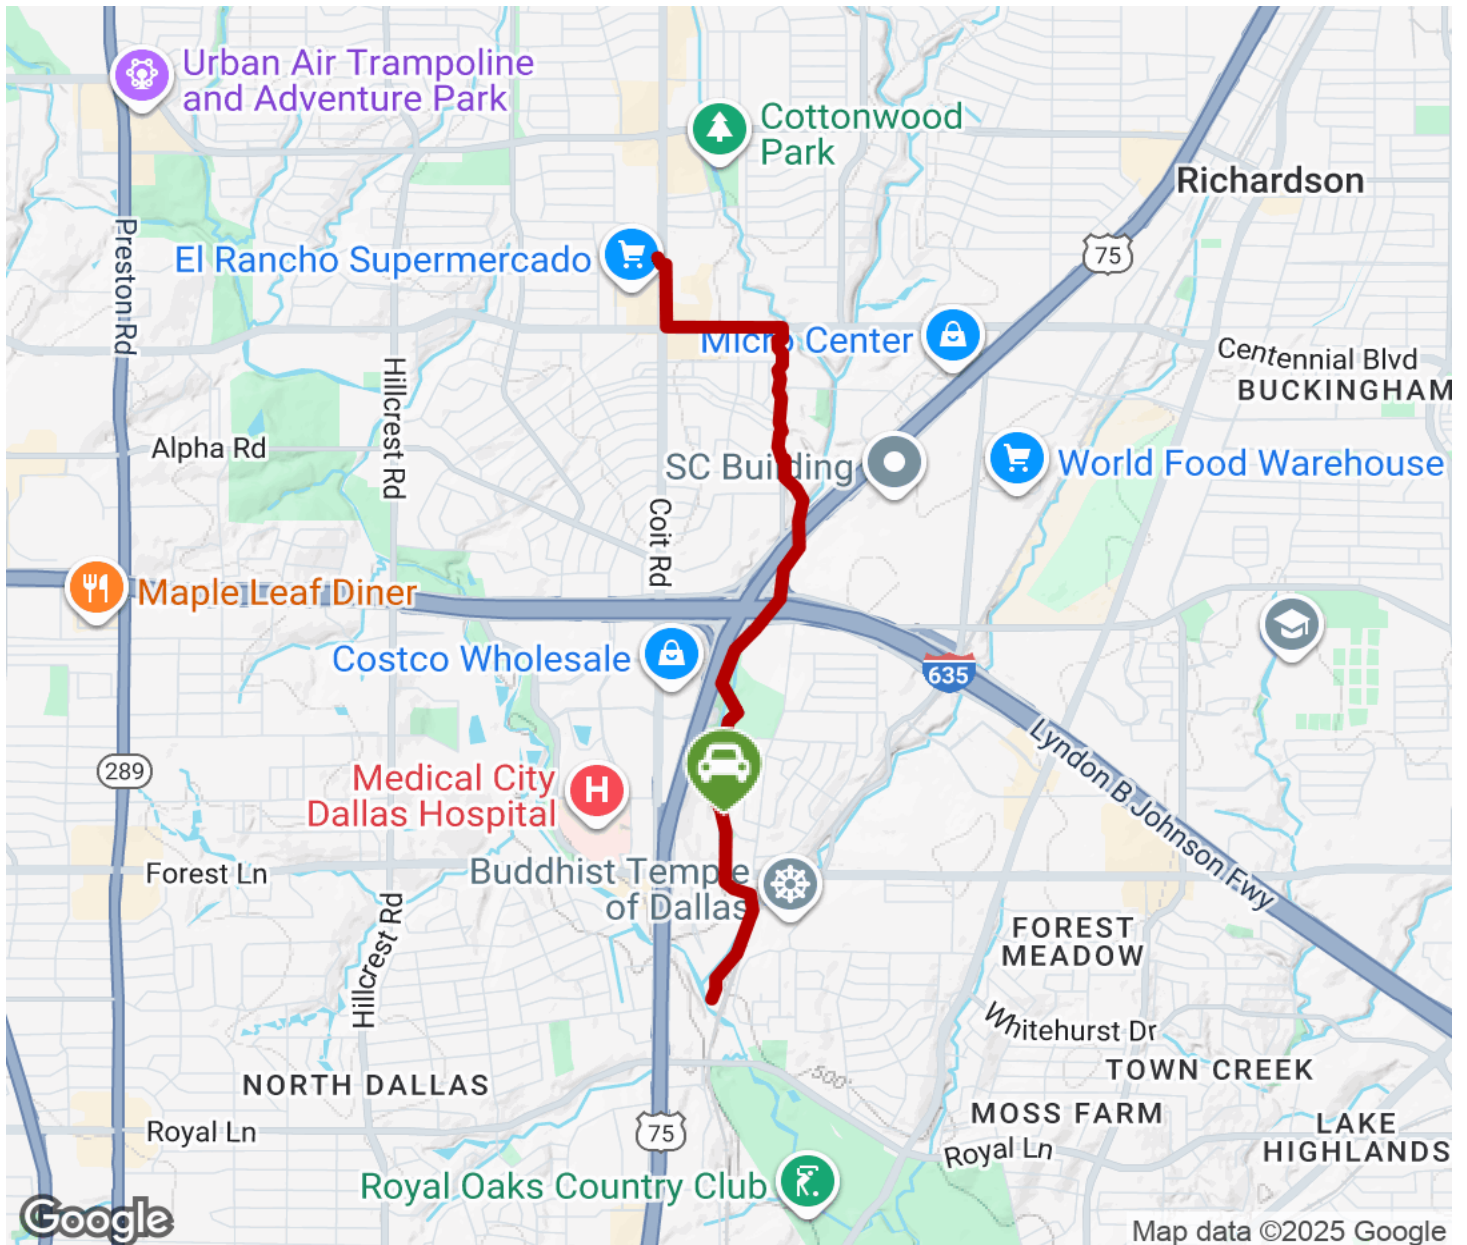 Urban Air Trampoline
and Adventure Park
Cottonwood
Park
Richardson
Preston Rd
El Rancho Supermercado
75
Micro Center
Centennial Blvd
BUCKINGHAM
Hillcrest Rd
Alpha Rd
SC Building
World Food Warehouse
Coit Rd
Maple Leaf Diner
Costco Wholesale
635
Lyndon B Johnson Fwy
289
Medical City
Dallas Hospital
H
Forest Ln
Buddhist Temple
of Dallas
Hillcrest Rd
FOREST
MEADOW
Whitehurst Dr
TOWN CREEK
500'
NORTH DALLAS
MOSS FARM
Royal Ln
75
LAKE
HIGHLANDS
Royal Ln
Royal Oaks Country Club
Google
Map data ©2025 Google